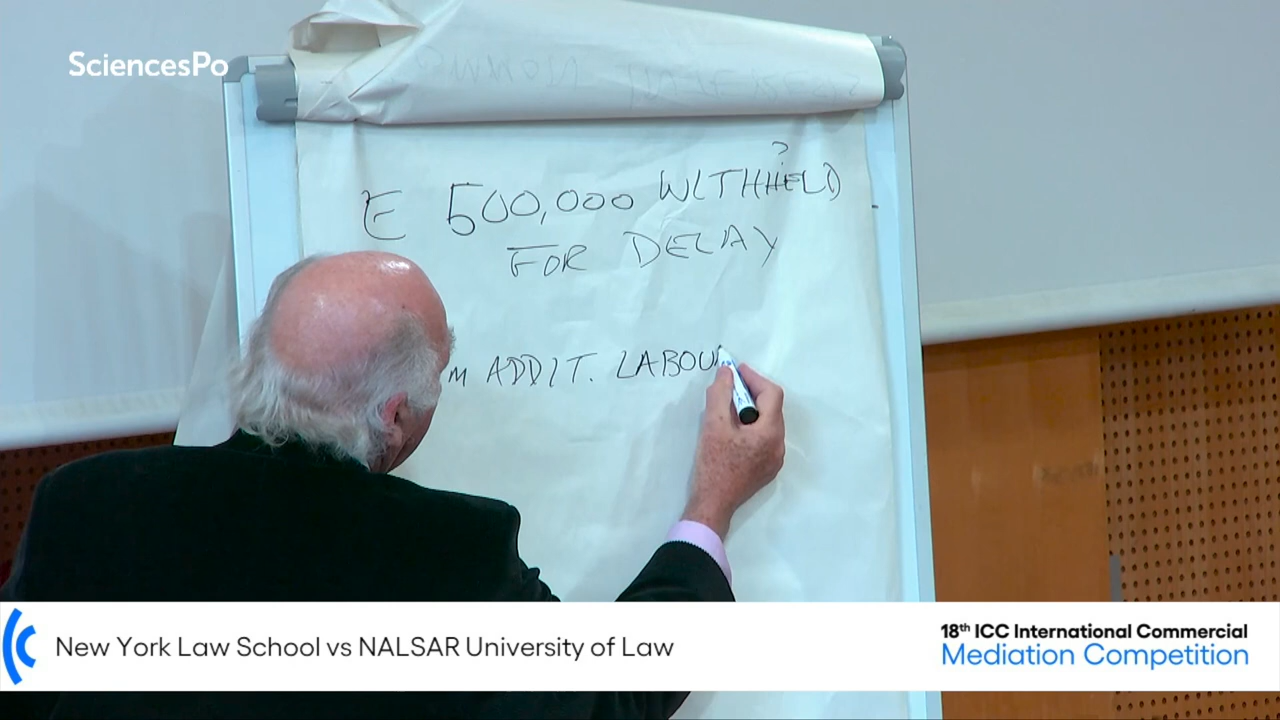 SciencesPo
?
E 500,000 WITHHELD
FOR DELAY
M ADDIT. LABOU
New York Law School vs NALSAR University of Law
18th ICC International Commercial
Mediation Competition